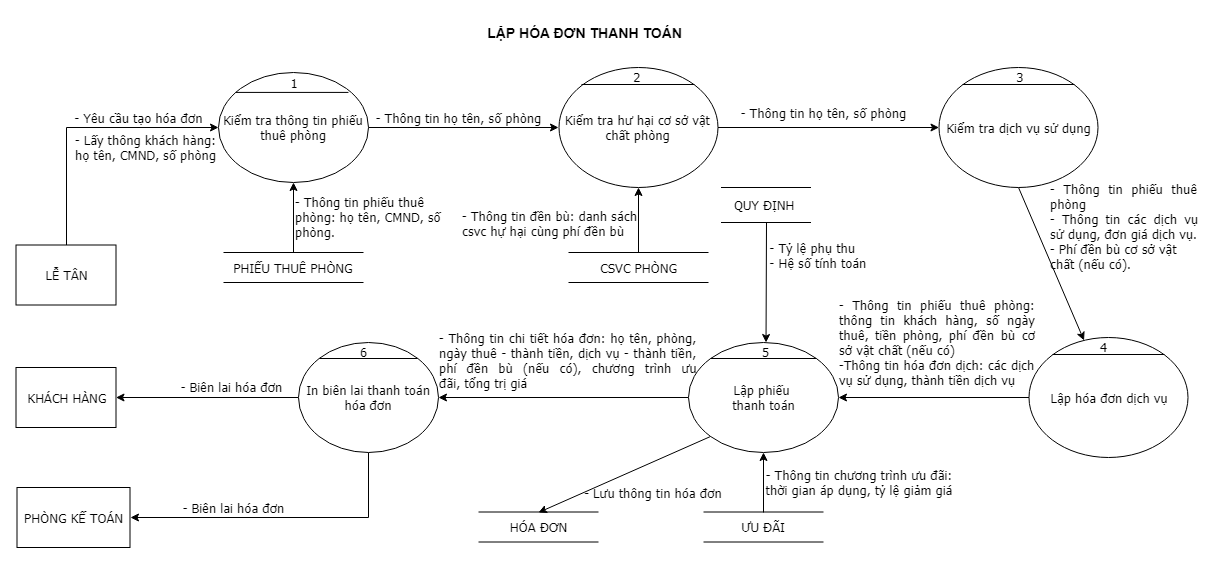 LẬP HÓA ĐƠN THANH TOÁN
1
Kiểm tra thông tin phiếu
thuê phòng
2
Kiểm tra hư hại cơ sở vật
chất phòng
3
Kiểm tra dịch vụ sử dụng
- Yêu cầu tạo hóa đơn
- Lấy thông khách hàng:
họ tên, CMND, số phòng
- Thông tin họ tên, số phòng
- Thông tin họ tên, số phòng
- Thông tin phiếu thuê
phòng: họ tên, CMND, số
phòng.
- Thông tin đền bù: danh sách
csvc hự hại cùng phí đền bù
QUY ĐỊNH
- Thông tin phiếu thuê
phòng
- Thông tin các dịch vụ
sử dụng, đơn giá dịch vụ.
- Phí đền bù cơ sở vật
chất (nếu có).
LỄ TÂN
PHIẾU THUÊ PHÒNG
CSVC PHÒNG
- Tỷ lệ phụ thu
- Hệ số tính toán
- Thông tin phiếu thuê phòng:
thông tin khách hàng, số ngày
thuê, tiền phòng, phí đền bù cơ
sở vật chất (nếu có)
-Thông tin hóa đơn dịch: các dịch
vụ sử dụng, thành tiền dịch vụ
- Thông tin chi tiết hóa đơn: họ tên, phòng,
ngày thuê - thành tiền, dịch vụ - thành tiền,
phí đền bù (nếu có), chương trình ưu
đãi, tổng trị giá
6
In biên lai thanh toán
hóa đơn
5
Lập phiếu
thanh toán
4
Lập hóa đơn dịch vụ
KHÁCH HÀNG
- Biên lai hóa đơn
- Thông tin chương trình ưu đãi:
thời gian áp dụng, tỷ lệ giảm giá
- Lưu thông tin hóa đơn
PHÒNG KẾ TOÁN
- Biên lai hóa đơn
HÓA ĐƠN
ƯU ĐÃI